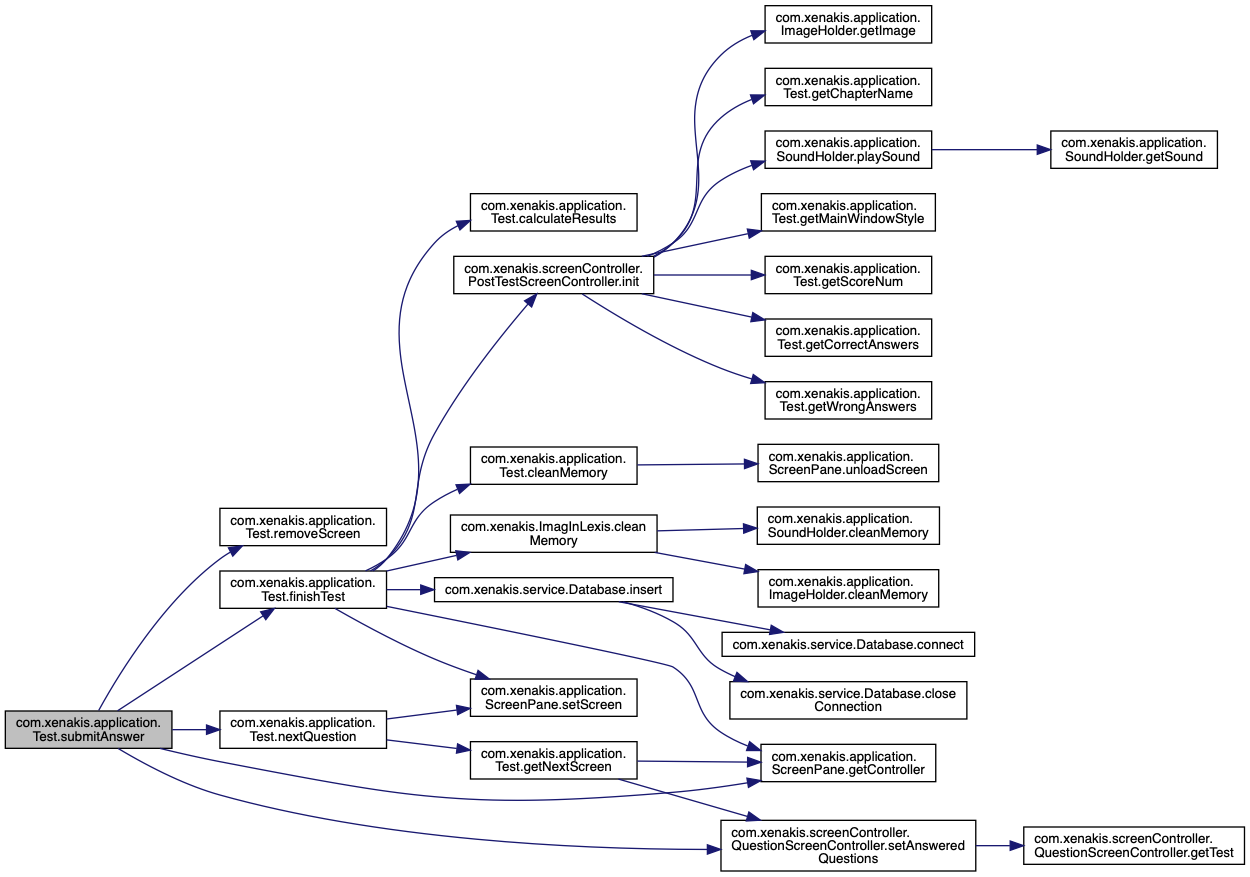 com.xenakis.application.
ImageHolder.getImage
com.xenakis.application.
Test.getChapterName
com.xenakis.application.
SoundHolder.playSound
com.xenakis.application.
SoundHolder.getSound
com.xenakis.application.
Test.calculateResults
com.xenakis.application.
Test.getMainWindowStyle
com.xenakis.screenController.
PostTestScreenController.init
com.xenakis.application.
Test.getScoreNum
com.xenakis.application.
Test.getCorrectAnswers
com.xenakis.application.
Test.getWrongAnswers
com.xenakis.application.
Test.cleanMemory
com.xenakis.application.
ScreenPane.unloadScreen
com.xenakis.application.
Test.removeScreen
com.xenakis.ImagInLexis.clean
Memory
com.xenakis.application.
SoundHolder.cleanMemory
com.xenakis.application.
Test.finishTest
com.xenakis.service.Database.insert
com.xenakis.application.
ImageHolder.cleanMemory
com.xenakis.service.Database.connect
com.xenakis.application.
ScreenPane.setScreen
com.xenakis.service.Database.close
Connection
com.xenakis.application.
Test.submitAnswer
com.xenakis.application.
Test.nextQuestion
com.xenakis.application.
Test.getNextScreen
com.xenakis.application.
ScreenPane.getController
com.xenakis.screenController.
QuestionScreenController.setAnswered
Questions
com.xenakis.screenController.
QuestionScreenController.getTest